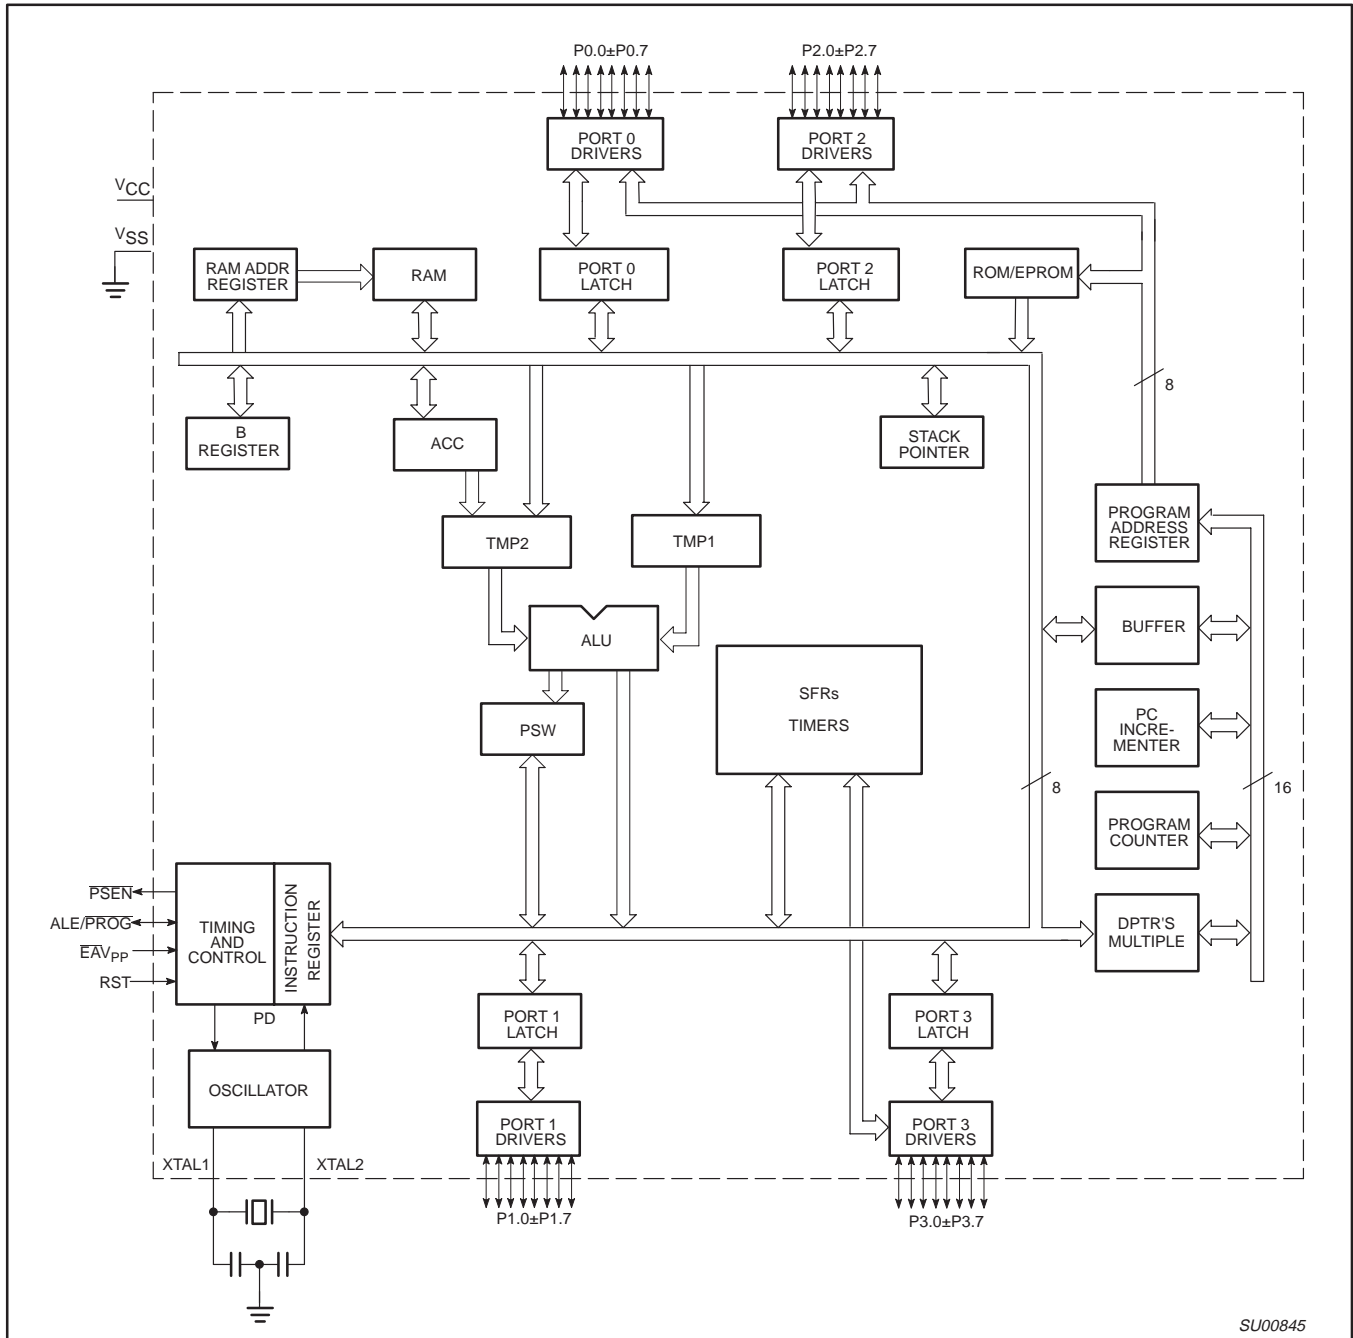 P0.0±P0.7
P2.0±P2.7
PORT 0
DRIVERS
PORT 2
DRIVERS
VCC
VSS
RAM ADDR
REGISTER
RAM
PORT 0
LATCH
PORT 2
LATCH
ROM/EPROM
8
B
REGISTER
ACC
STACK
POINTER
PROGRAM
ADDRESS
REGISTER
TMP2
TMP1
BUFFER
ALU
SFRs
TIMERS
PSW
PC
INCRE-
MENTER
8
16
PROGRAM
COUNTER
PSEN
ALE/PROG
EAVPP
RST
TIMING
AND
CONTROL
INSTRUCTION
REGISTER
DPTR'S
MULTIPLE
PD
PORT 1
LATCH
PORT 3
LATCH
OSCILLATOR
PORT 1
DRIVERS
PORT 3
DRIVERS
XTAL1
XTAL2
P1.0±P1.7
P3.0±P3.7
SU00845